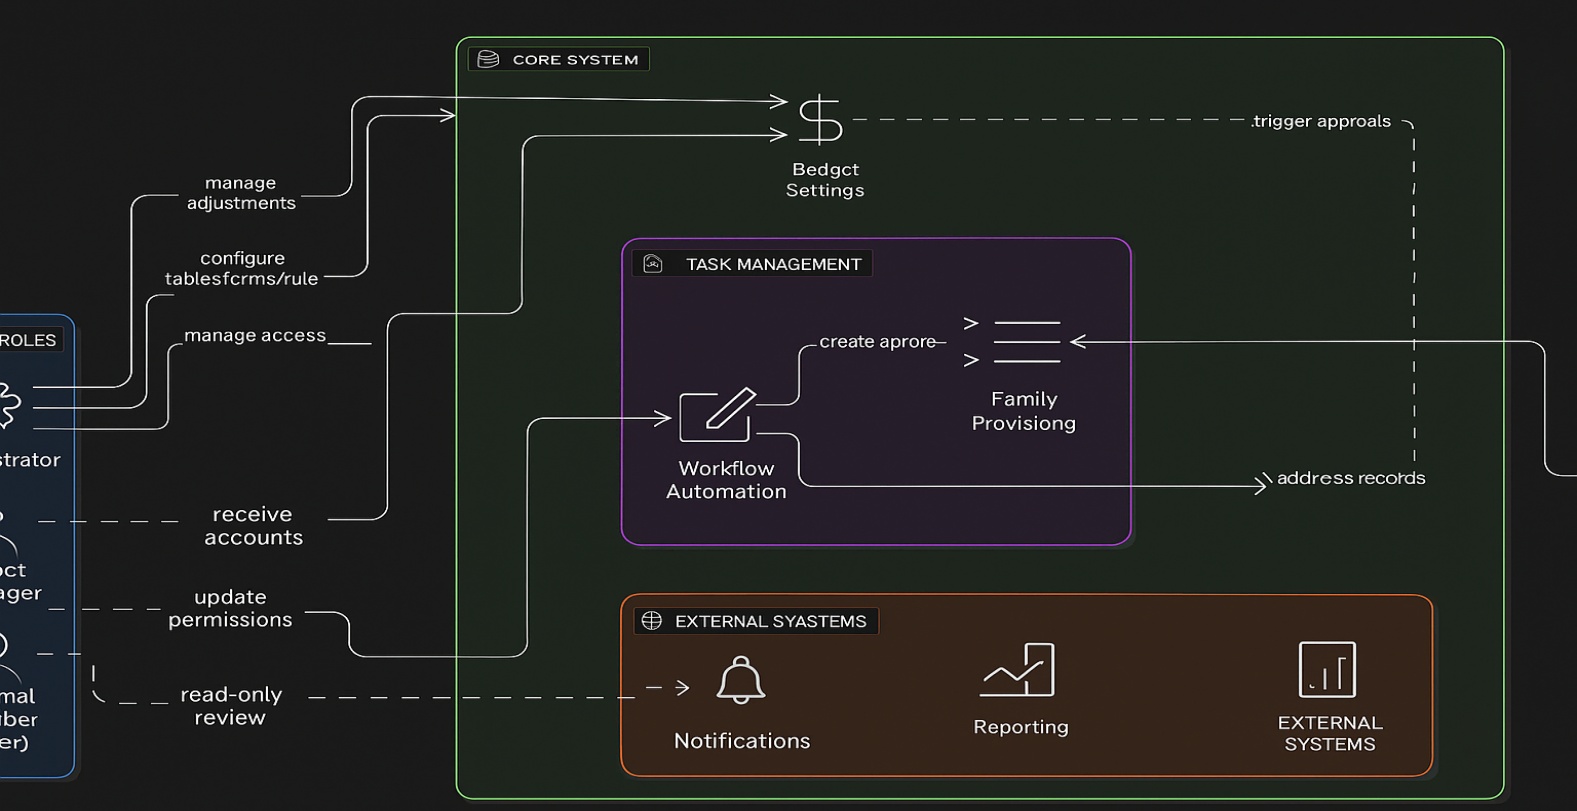 CORE SYSTEM
.trigger approals
Bedgct
Settings
manage
adjustments
configure
tablesfcrms/rule
manage access
ROLES
TASK MANAGEMENT
create aprore
Family
Provisiong
strator
Workflow
Automation
address records
receive
accounts
oct
ager
update
permissions
EXTERNAL SYASTEMS
read-only
review
mal
ber
er)
Notifications
Reporting
EXTERNAL
SYSTEMS